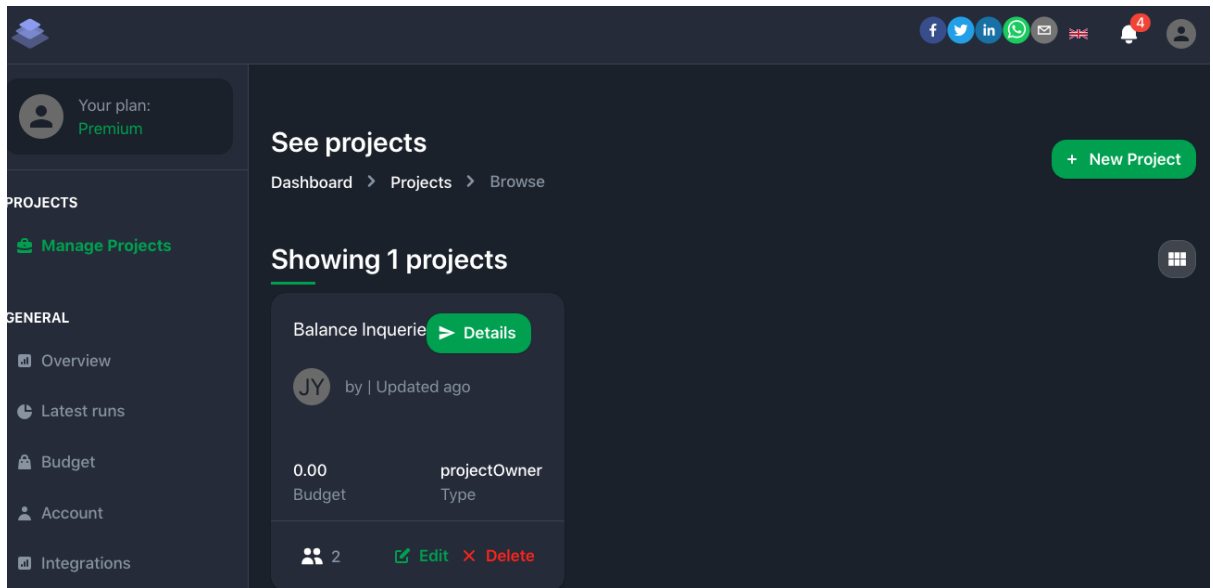 f in
4
Your plan:
Premium
See projects
+ New Project
Dashboard > Projects > Browse
PROJECTS
Manage Projects
Showing 1 projects
GENERAL
Balance Inquerie
Details
Overview
JY by | Updated ago
Latest runs
Budget
0.00 projectOwner
Budget Type
Account
2 Edit Delete
Integrations